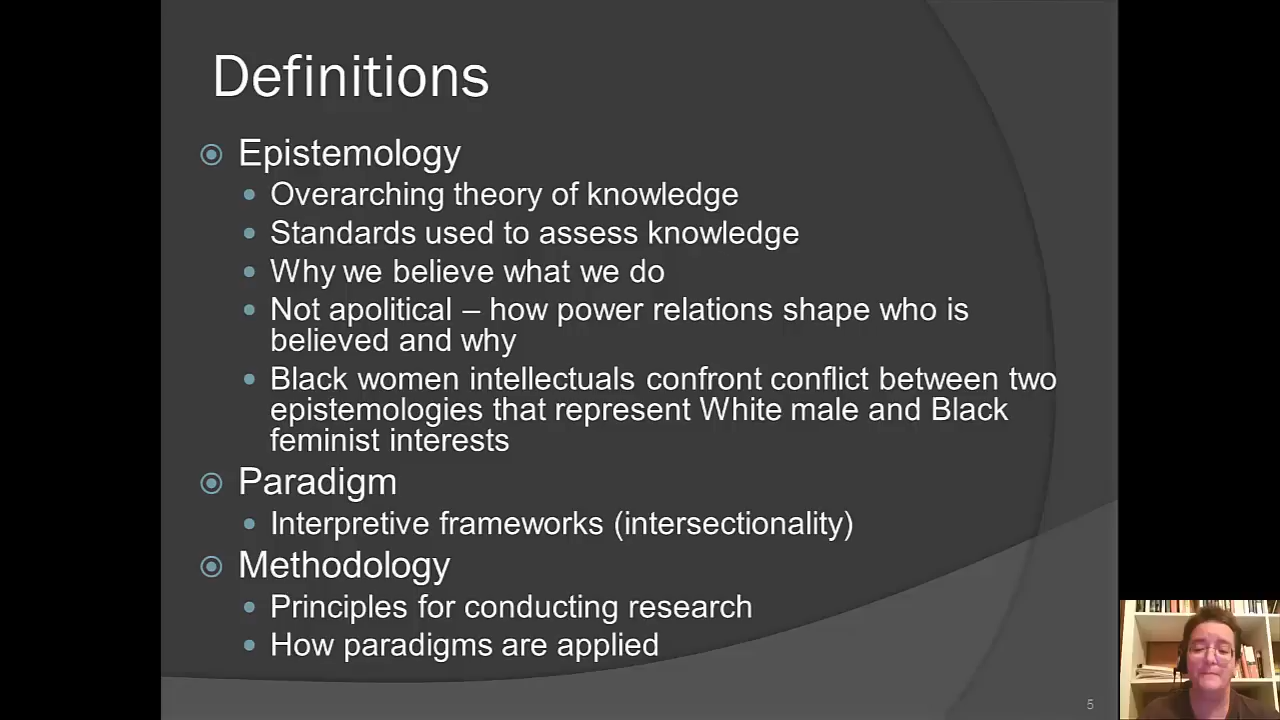 Definitions
Epistemology
Overarching theory of knowledge
Standards used to assess knowledge
Why we believe what we do
Not apolitical – how power relations shape who is
believed and why
Black women intellectuals confront conflict between two
epistemologies that represent White male and Black
feminist interests
Paradigm
Interpretive frameworks (intersectionality)
Methodology
Principles for conducting research
How paradigms are applied
5